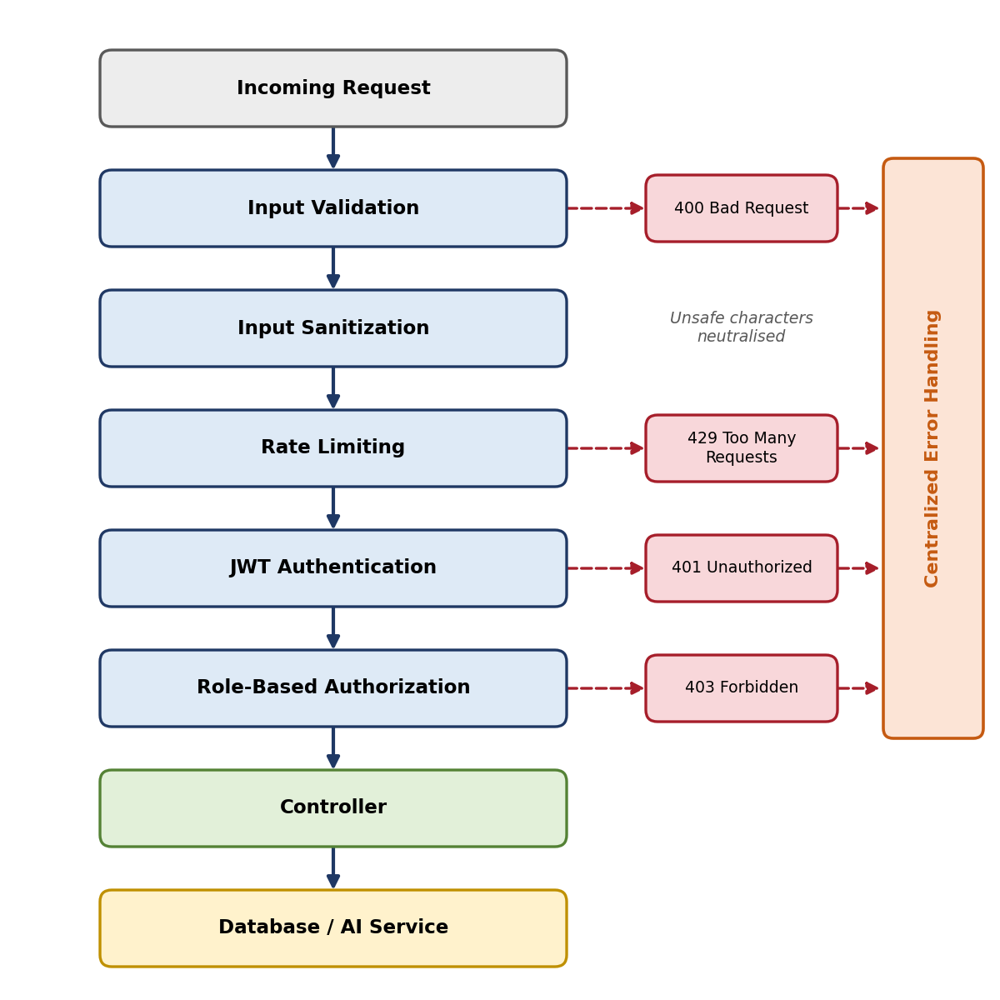 Incoming Request
Input Validation
400 Bad Request
Input Sanitization
Unsafe characters
neutralised
Rate Limiting
429 Too Many
Requests
JWT Authentication
401 Unauthorized
Role-Based Authorization
403 Forbidden
Controller
Database / AI Service
Centralized Error Handling